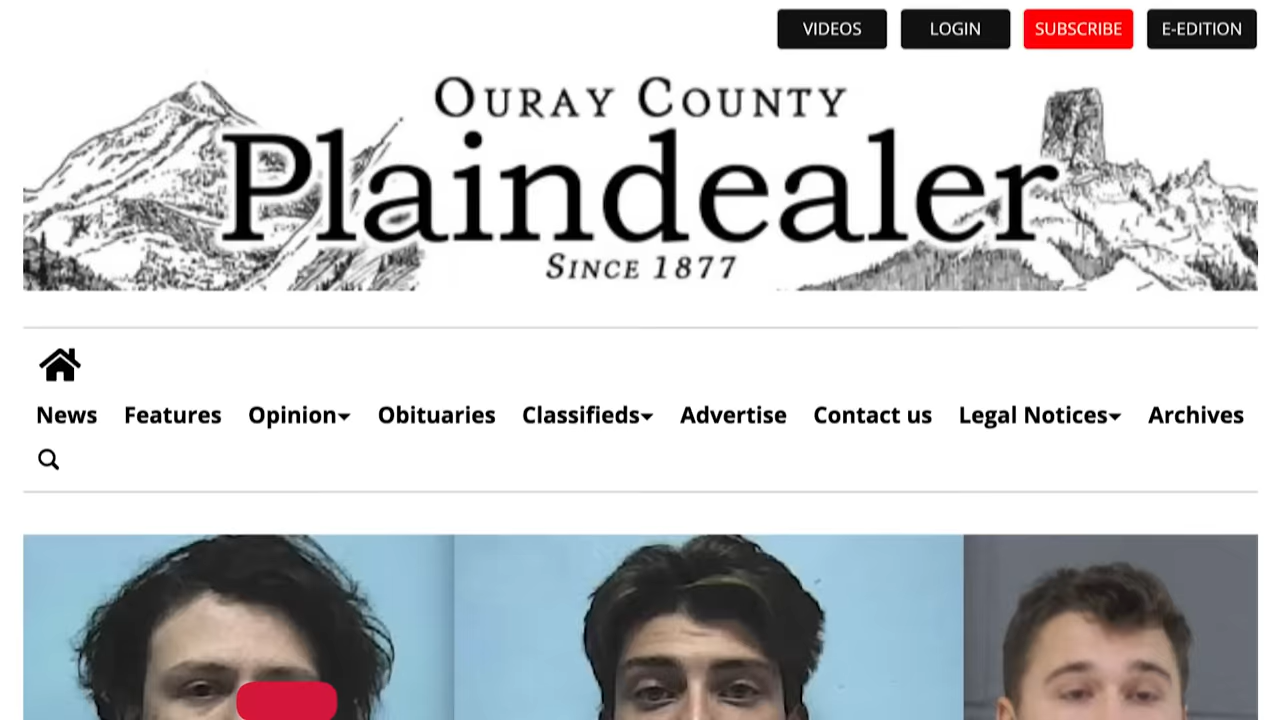 VIDEOS LOGIN SUBSCRIBE E-EDITION
OURAY COUNTY
Plaindealer
SINCE 1877
News Features Opinion Obituaries Classifieds Advertise Contact us Legal Notices Archives